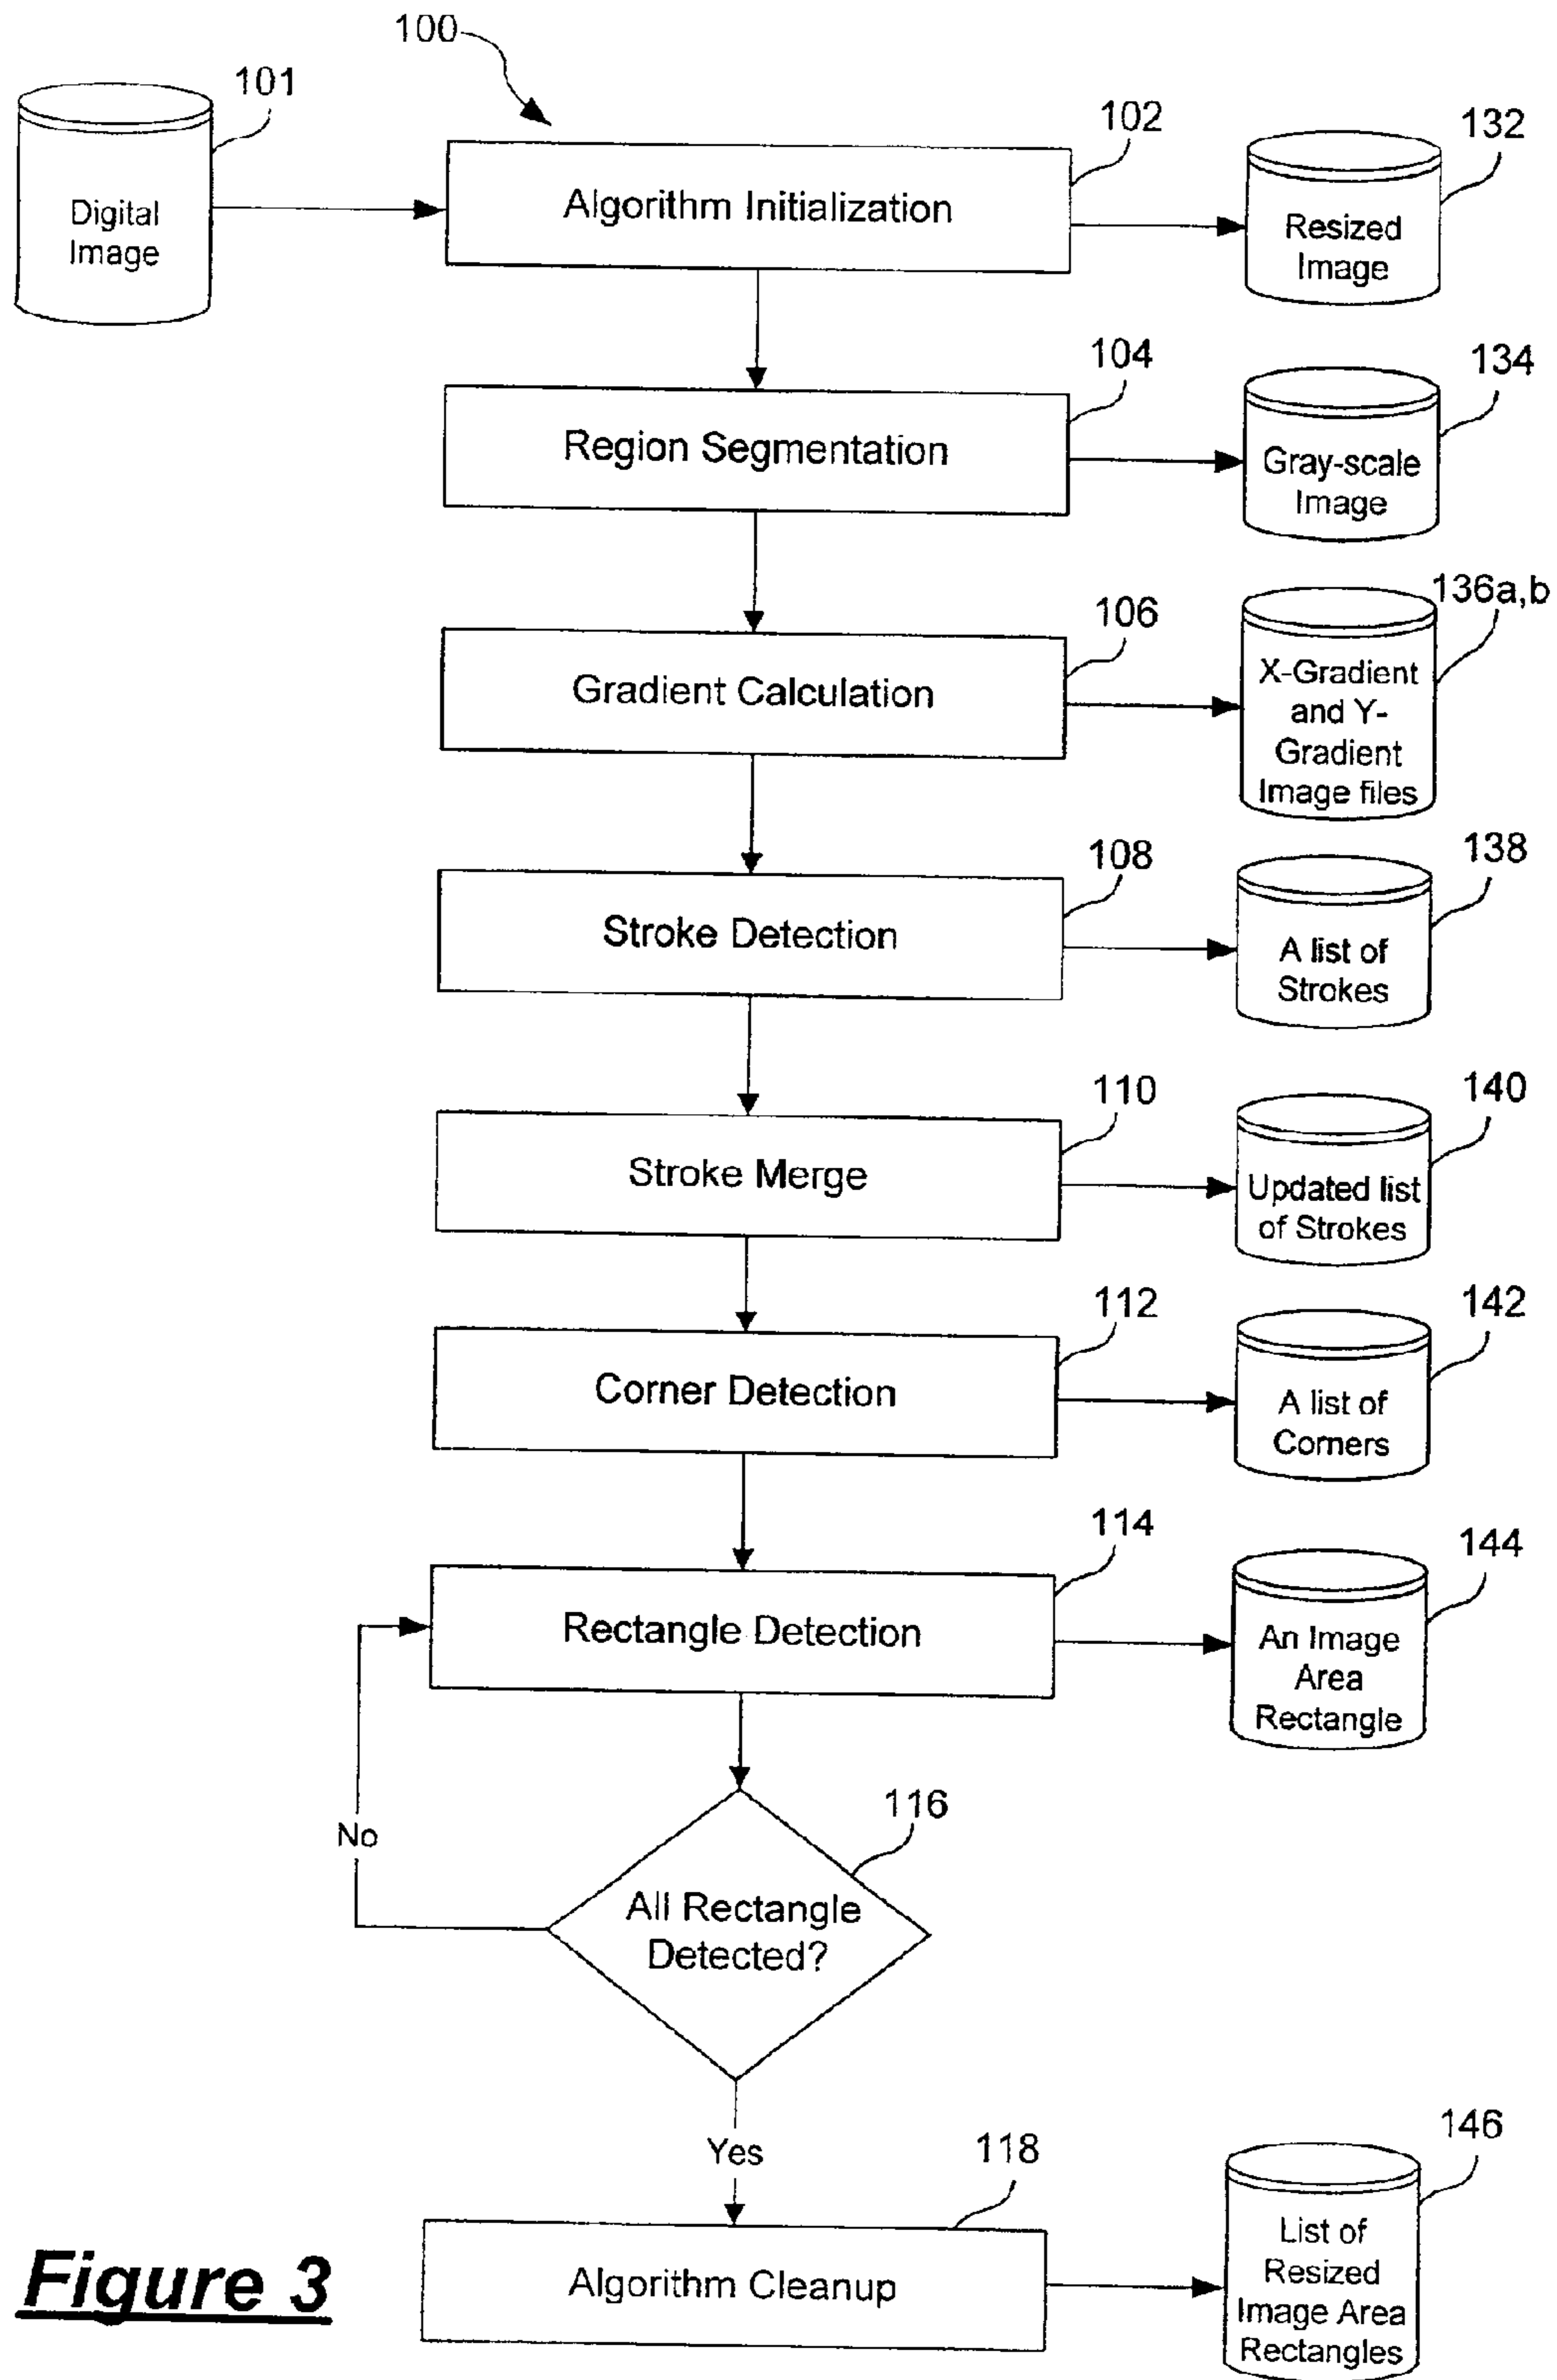 100
101
Digital
Image
102
Algorithm Initialization
132
Resized
Image
104
Region Segmentation
134
Gray-scale
Image
106
Gradient Calculation
136a,b
X-Gradient
and Y-
Gradient
Image files
108
Stroke Detection
138
A list of
Strokes
110
Stroke Merge
140
Updated list
of Strokes
112
Corner Detection
142
A list of
Corners
114
Rectangle Detection
144
An Image
Area
Rectangle
116
All Rectangle
Detected?
No
Yes
118
Algorithm Cleanup
146
List of
Resized
Image Area
Rectangles
Figure 3